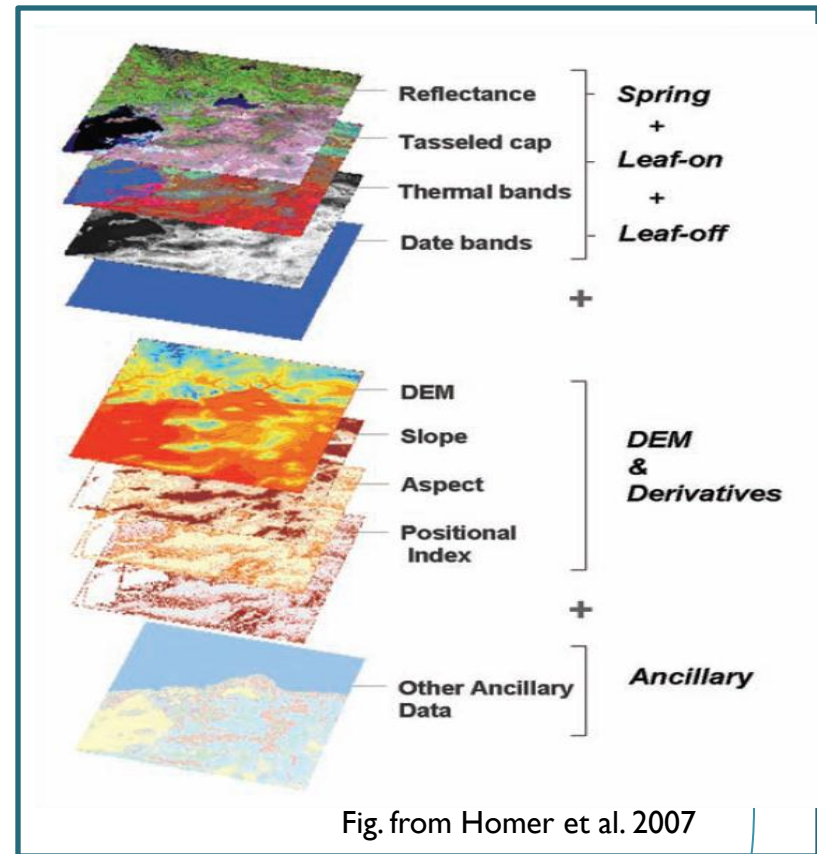 Reflectance
Tasseled cap
Thermal bands
Date bands
Spring
+
Leaf-on
+
Leaf-off
+
DEM
Slope
Aspect
Positional
Index
DEM
&
Derivatives
+
Other Ancillary
Data
Ancillary
Fig. from Homer et al. 2007